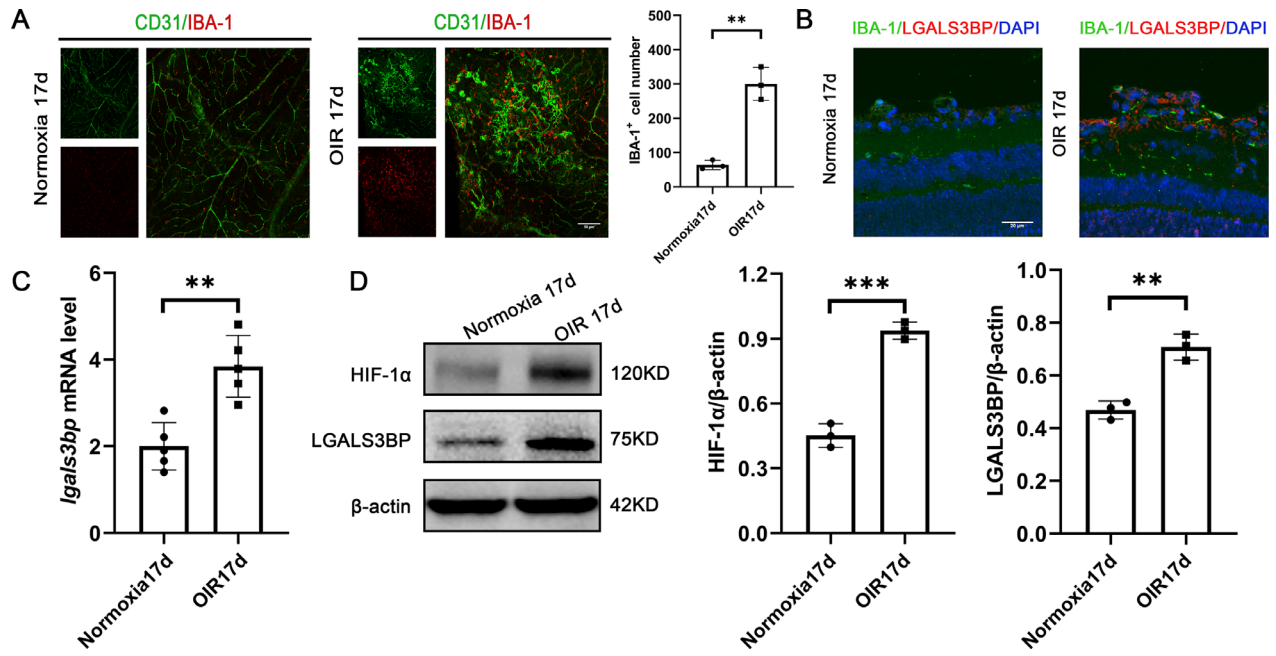 A
CD31/IBA-1
CD31/IBA-1
Normoxia 17d
OIR 17d
50 μm
IBA-1+ cell number
500
400
300
200
100
0
**
Normoxia17d
OIR17d
B
IBA-1/LGALS3BP/DAPI
IBA-1/LGALS3BP/DAPI
Normoxia 17d
OIR 17d
20 μm
C
lgals3bp mRNA level
6
4
2
0
**
Normoxia17d
OIR17d
D
Normoxia 17d
OIR 17d
HIF-1α
120KD
LGALS3BP
75KD
β-actin
42KD
HIF-1α/β-actin
1.2
0.9
0.6
0.3
0.0
***
Normoxia17d
OIR17d
LGALS3BP/β-actin
1.0
0.8
0.6
0.4
0.2
0.0
**
Normoxia17d
OIR17d